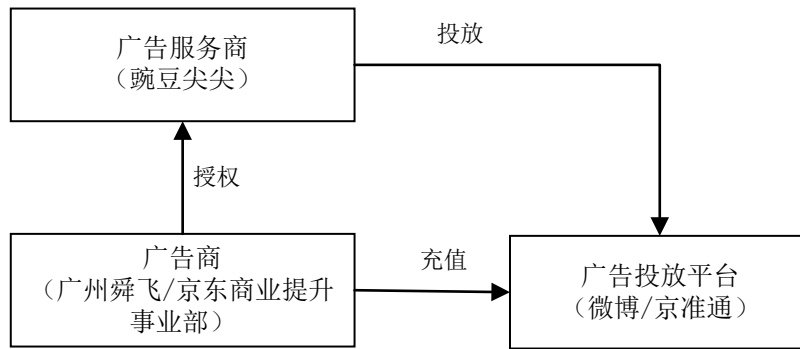 广告服务商
（豌豆尖尖）
投放
授权
广告商
（广州舜飞/京东商业提升
事业部）
充值
广告投放平台
（微博/京准通）